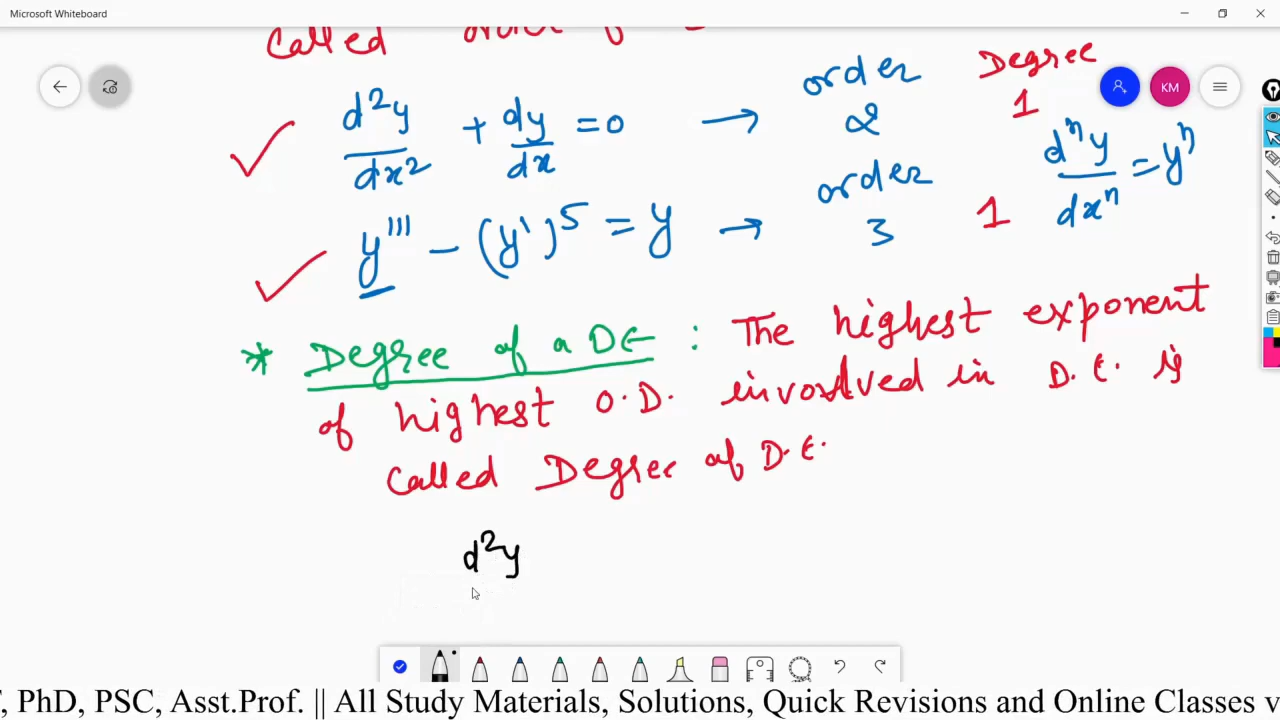 Microsoft Whiteboard
Called order of
Degree
d²y/dx² + dy/dx = 0 → order 2 1
KM
dⁿy/dxⁿ = yⁿ
y''' - (y')⁵ = y → order 3 1
* Degree of a DE : The highest exponent
of highest O.D. involved in D.E. is
called Degree of D.E.
d²y
, PhD, PSC, Asst.Prof. || All Study Materials, Solutions, Quick Revisions and Online Classes v